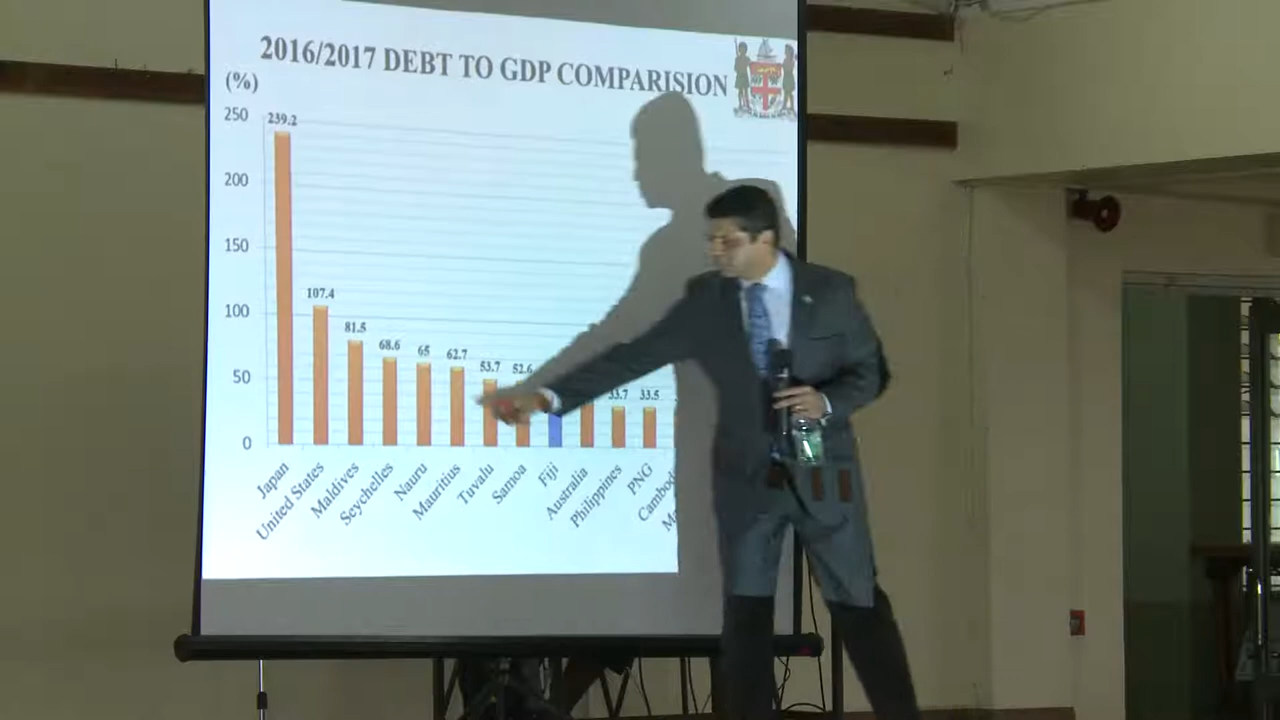 2016/2017 DEBT TO GDP COMPARISION
(%)
250
200
150
100
50
0
239.2
107.4
81.5
68.6
65
62.7
53.7
52.6
33.7
33.5
Japan
United States
Maldives
Seychelles
Nauru
Mauritius
Tuvalu
Samoa
Fiji
Australia
Philippines
PNG